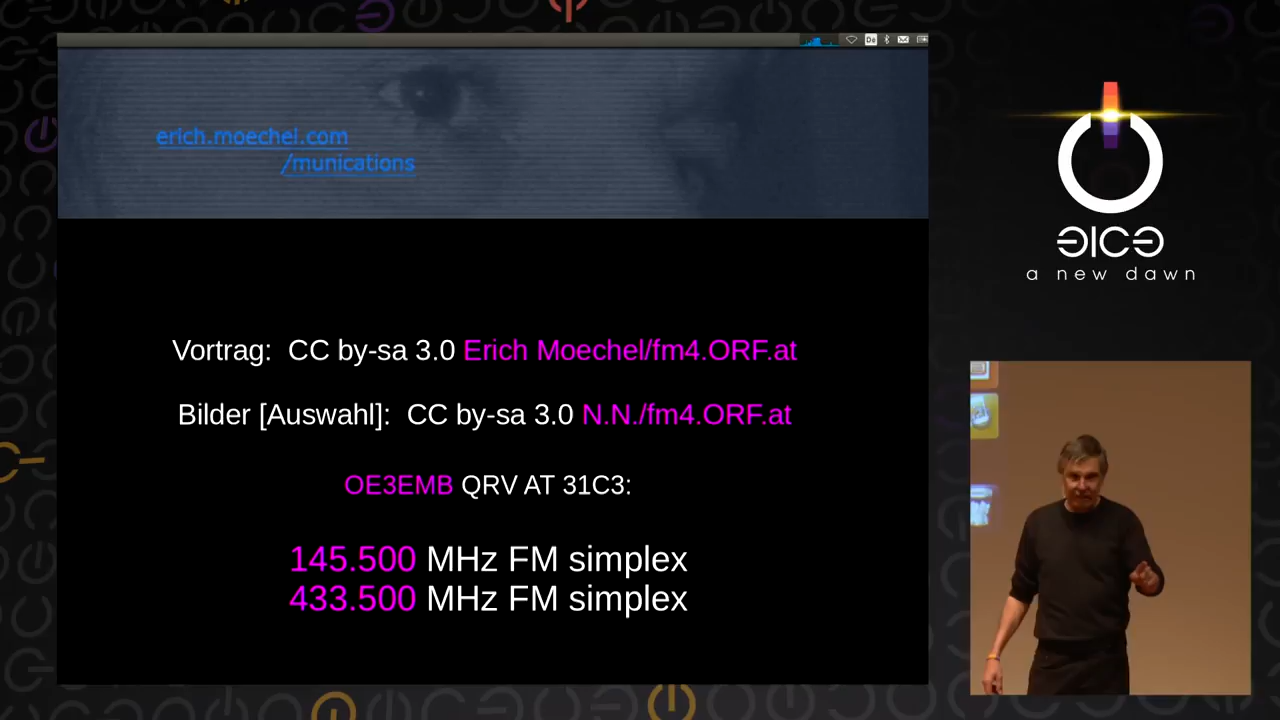 De
erich.moechel.com
/munications
Vortrag: CC by-sa 3.0 Erich Moechel/fm4.ORF.at
Bilder [Auswahl]: CC by-sa 3.0 N.N./fm4.ORF.at
OE3EMB QRV AT 31C3:
145.500 MHz FM simplex
433.500 MHz FM simplex
31C3
a new dawn